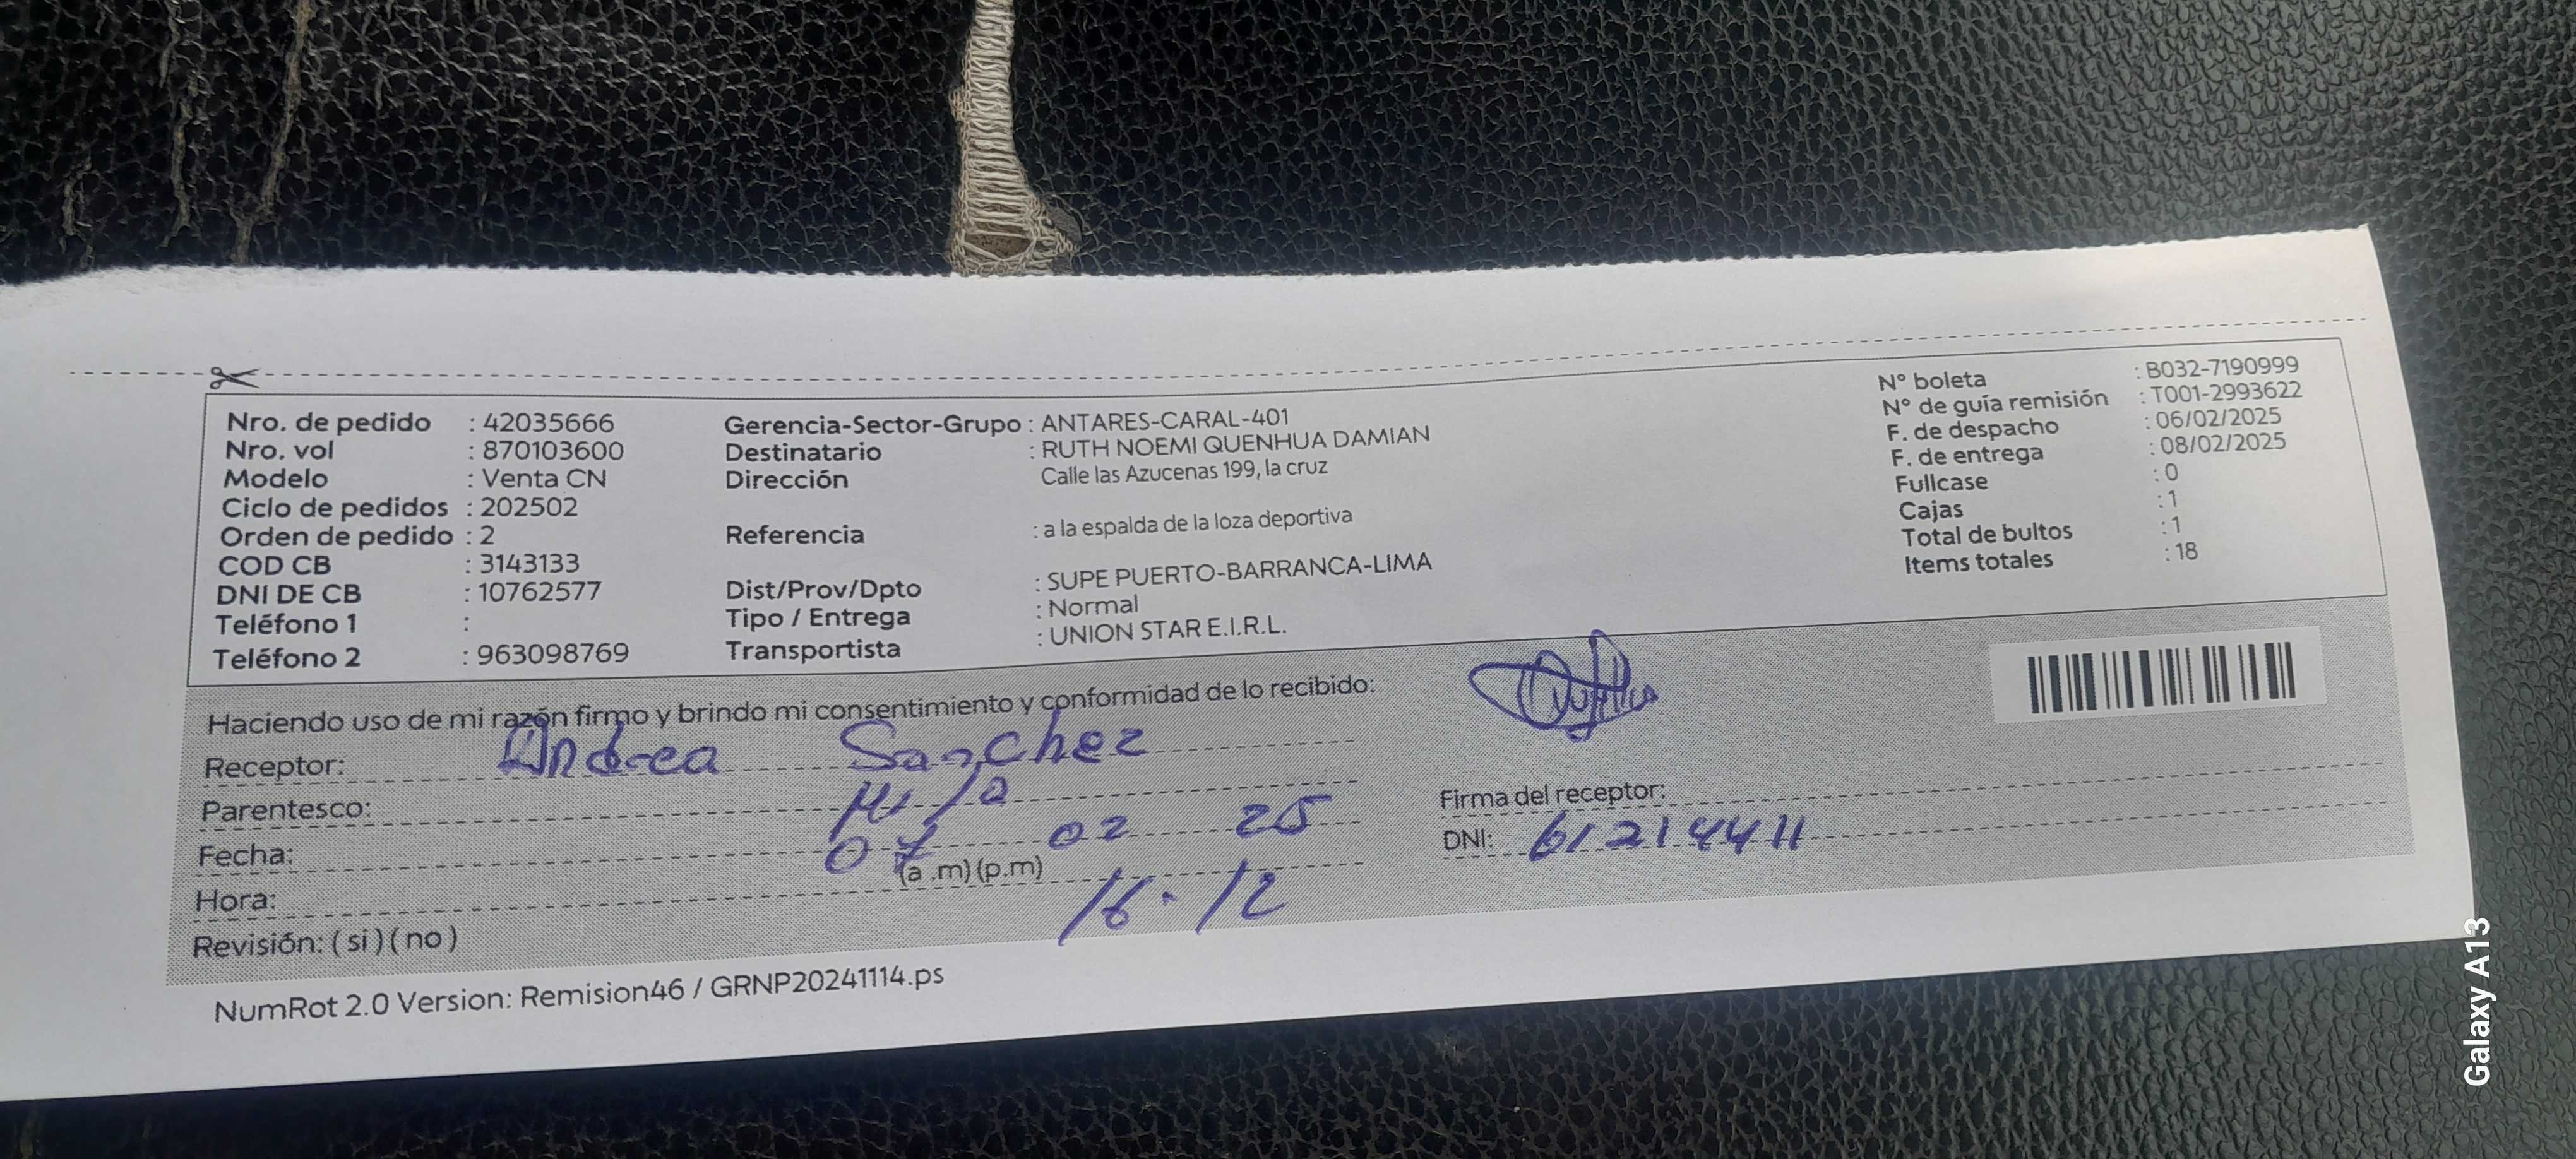 Nro. de pedido : 42035666
Nro. vol : 870103600
Modelo : Venta CN
Ciclo de pedidos : 202502
Orden de pedido : 2
COD CB : 3143133
DNI DE CB : 10762577
Teléfono 1 :
Teléfono 2 : 963098769
Gerencia-Sector-Grupo : ANTARES-CARAL-401
Destinatario : RUTH NOEMI QUENHUA DAMIAN
Dirección Calle las Azucenas 199, la cruz
Referencia : a la espalda de la loza deportiva
Dist/Prov/Dpto : SUPE PUERTO-BARRANCA-LIMA
Tipo / Entrega : Normal
Transportista : UNION STAR E.I.R.L.
N° boleta : B032-7190999
N° de guía remisión : T001-2993622
F. de despacho : 06/02/2025
F. de entrega : 08/02/2025
Fullcase : 0
Cajas : 1
Total de bultos : 1
Items totales : 18
Haciendo uso de mi razón firmo y brindo mi consentimiento y conformidad de lo recibido:
Receptor: Andrea Sanchez
Parentesco:
Fecha: 07 02 25
Hora: (a .m) (p.m) 16.12
Revisión: ( si ) ( no )
Firma del receptor:
DNI: 61214411
NumRot 2.0 Version: Remision46 / GRNP20241114.ps
Galaxy A13